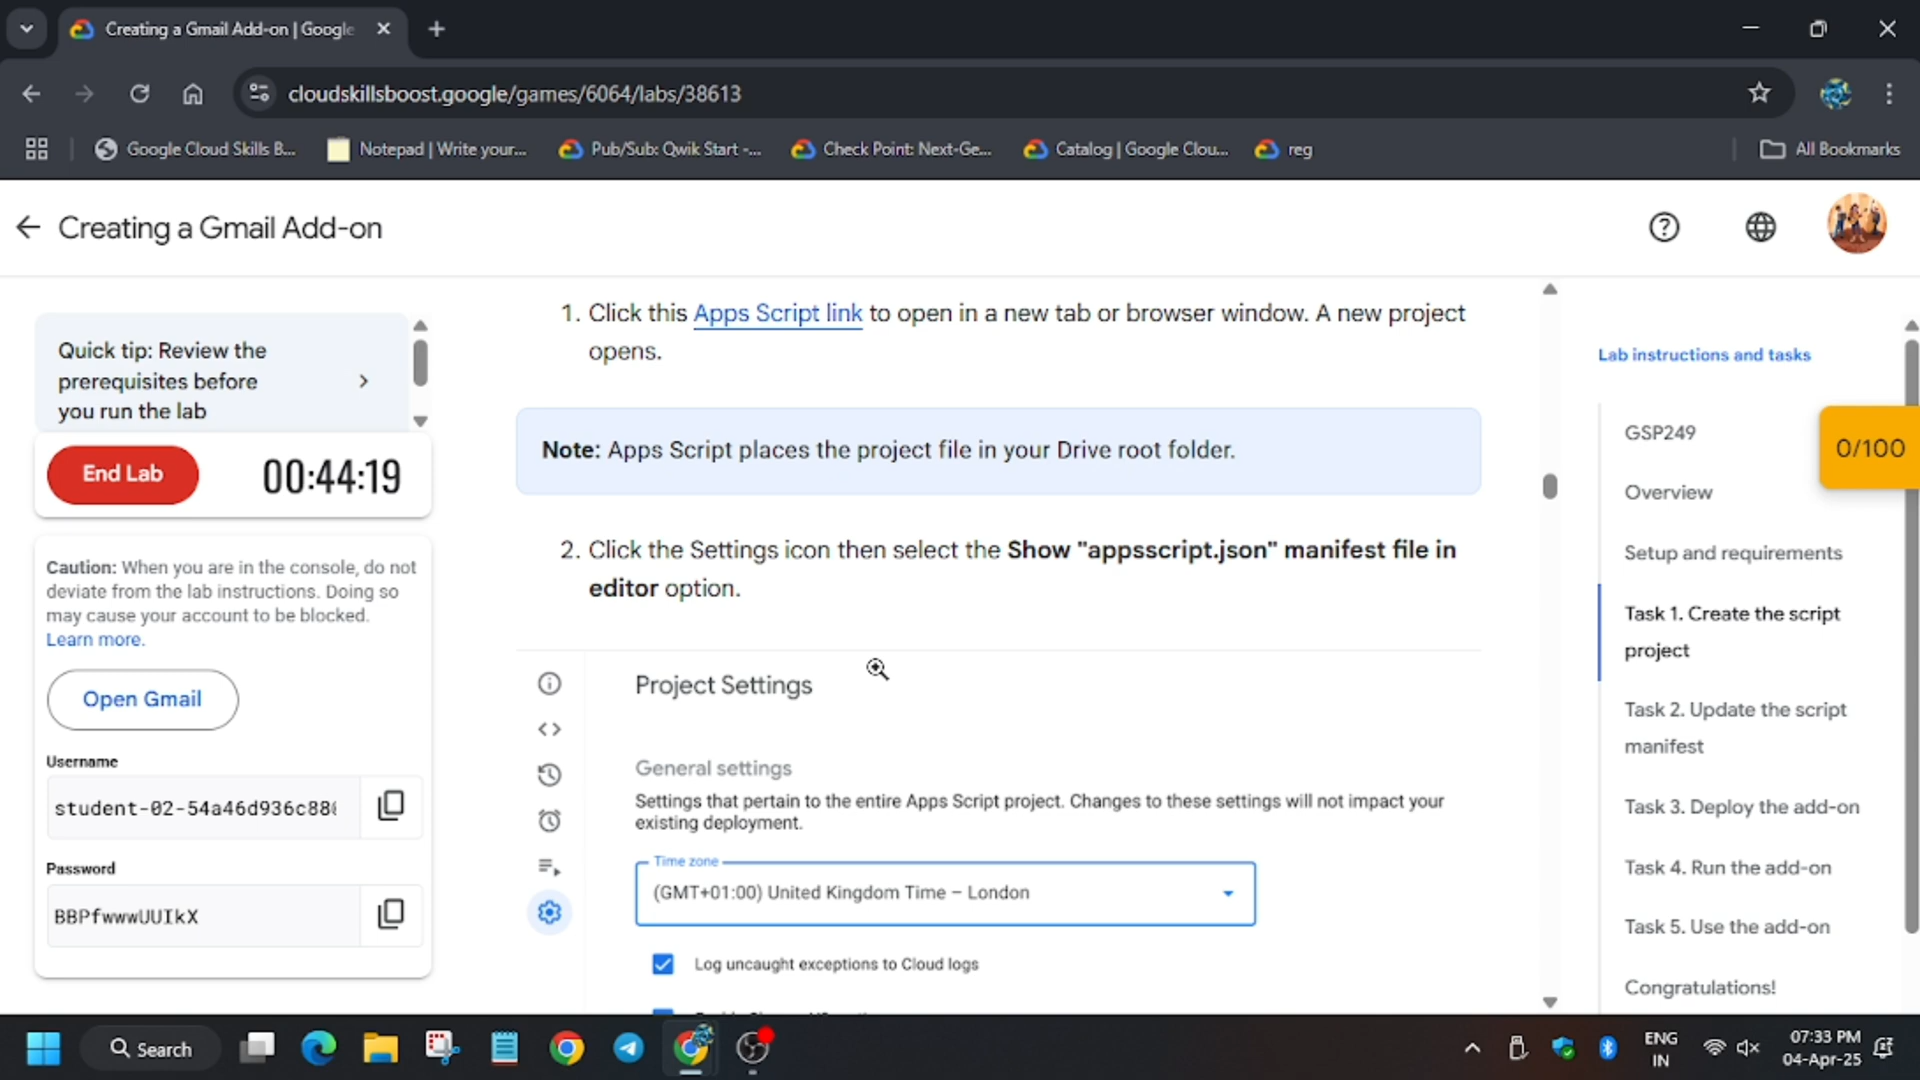 Creating a Gmail Add-on | Google
cloudskillsboost.google/games/6064/labs/38613
Google Cloud Skills B...
Notepad | Write your...
Pub/Sub: Qwik Start -...
Check Point: Next-Ge...
Catalog | Google Clou...
reg
All Bookmarks
Creating a Gmail Add-on
Quick tip: Review the
prerequisites before
you run the lab
End Lab
00:44:19
Caution: When you are in the console, do not
deviate from the lab instructions. Doing so
may cause your account to be blocked.
Learn more.
Open Gmail
Username
student-02-54a46d936c88
Password
BBPfwwwUUIkX
1. Click this Apps Script link to open in a new tab or browser window. A new project
opens.
Note: Apps Script places the project file in your Drive root folder.
2. Click the Settings icon then select the Show "appsscript.json" manifest file in
editor option.
Project Settings
General settings
Settings that pertain to the entire Apps Script project. Changes to these settings will not impact your
existing deployment.
Time zone
(GMT+01:00) United Kingdom Time – London
Log uncaught exceptions to Cloud logs
Lab instructions and tasks
GSP249
0/100
Overview
Setup and requirements
Task 1. Create the script
project
Task 2. Update the script
manifest
Task 3. Deploy the add-on
Task 4. Run the add-on
Task 5. Use the add-on
Congratulations!
Search
ENG
IN
07:33 PM
04-Apr-25